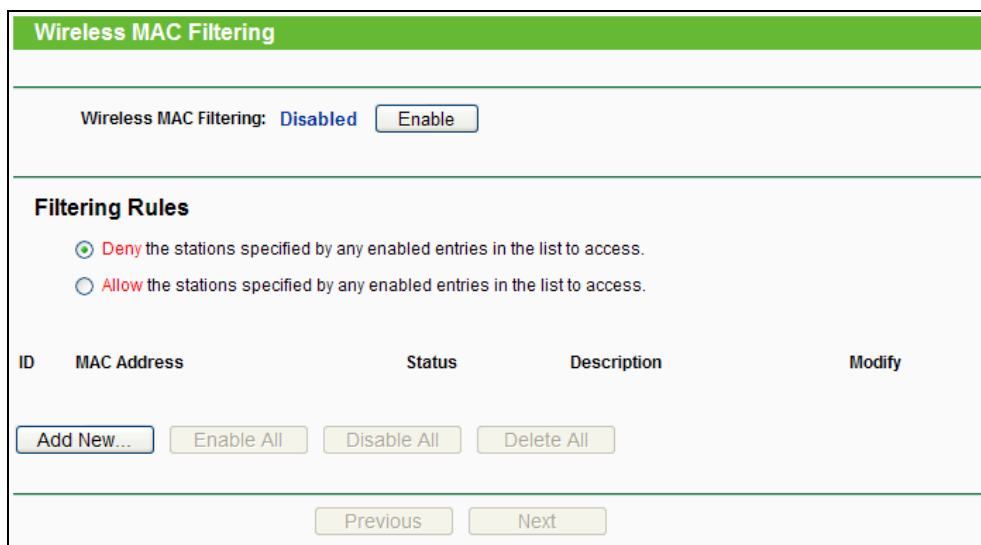 Wireless MAC Filtering
Wireless MAC Filtering: Disabled Enable
Filtering Rules
Deny the stations specified by any enabled entries in the list to access.
Allow the stations specified by any enabled entries in the list to access.
ID MAC Address Status Description Modify
Add New... Enable All Disable All Delete All
Previous Next